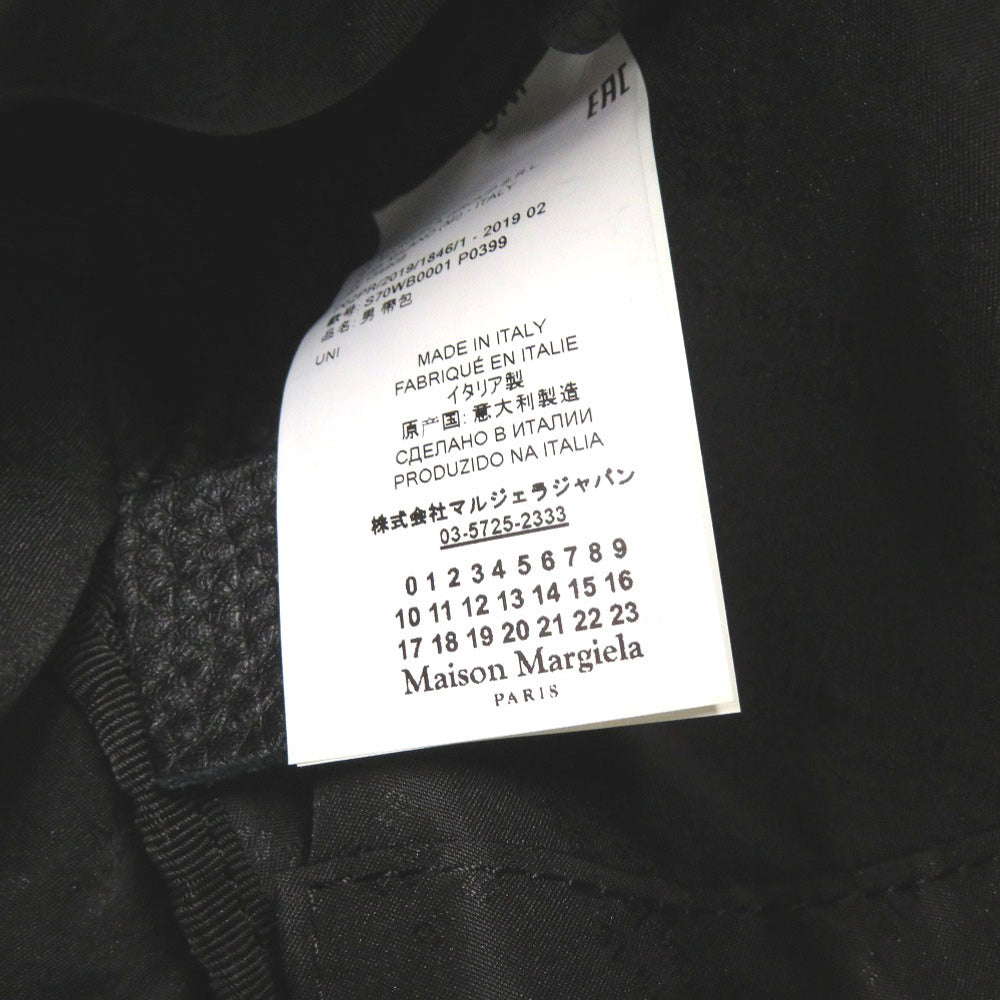 EAC
S.R.L
- ITALY
/2019/1846/1 - 2019 02
款号: S70WB0001 P0399
品名: 男 带包
UNI
MADE IN ITALY
FABRIQUÉ EN ITALIE
イタリア製
原产国: 意大利製造
СДЕЛАНО В ИТАЛИИ
PRODUZIDO NA ITALIA
株式会社マルジェラジャパン
03-5725-2333
0 1 2 3 4 5 6 7 8 9
10 11 12 13 14 15 16
17 18 19 20 21 22 23
Maison Margiela
PARIS